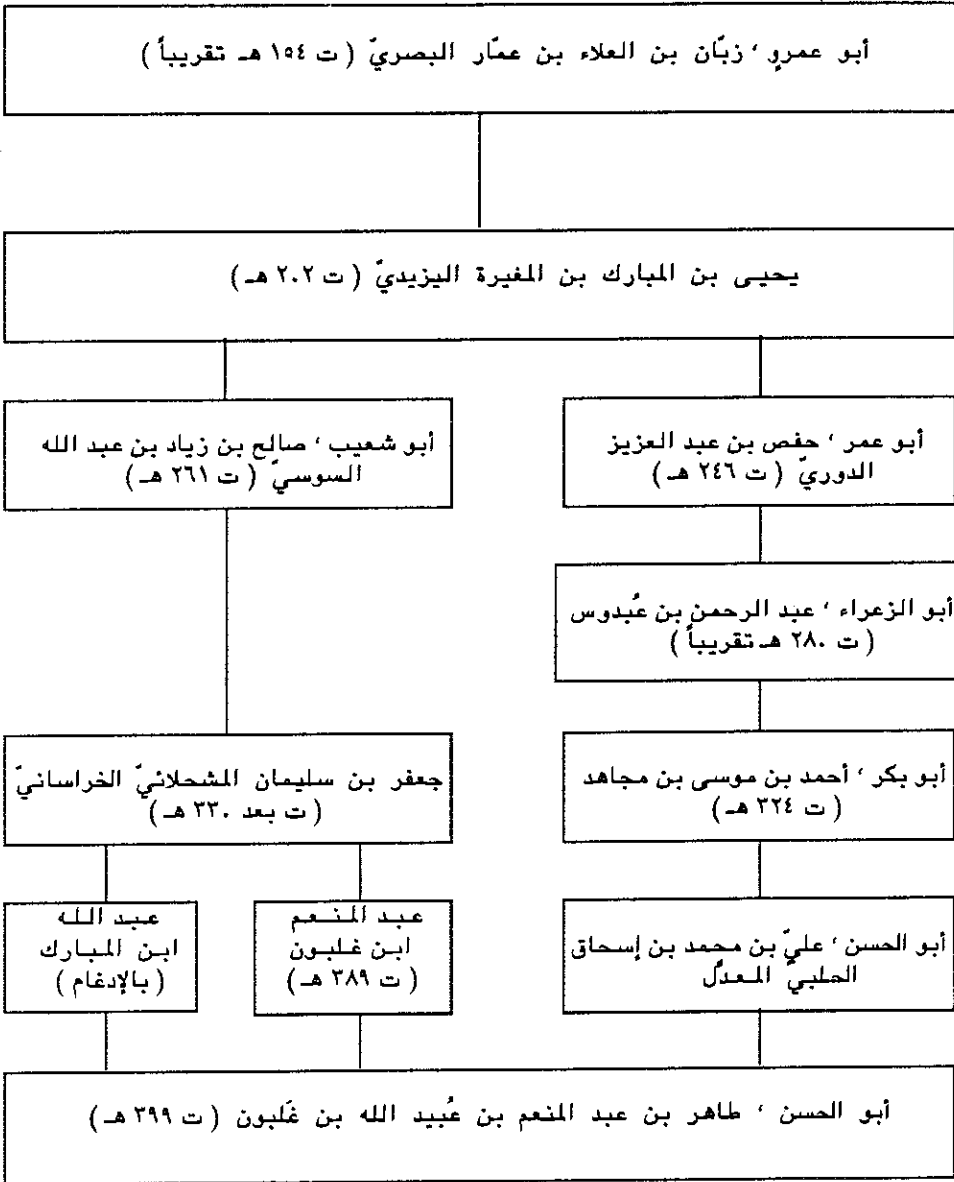 أبو عمروٍ ، زبّان بن العلاء بن عمّار البصريّ ( ت ١٥٤ هـ تقريباً )
يحيى بن المبارك بن المغيرة اليزيديّ ( ت ٢٠٢ هـ )
أبو عمر ، حفص بن عبد العزيز
الدوريّ ( ت ٢٤٦ هـ )
أبو شعيب ، صالح بن زياد بن عبد الله
السوسيّ ( ت ٢٦١ هـ )
أبو الزعراء ، عبد الرحمن بن عُبدوس
( ت ٢٨٠ هـ تقريباً )
أبو بكر ، أحمد بن موسى بن مجاهد
( ت ٣٢٤ هـ )
جعفر بن سليمان المشحلائيّ الخراسانيّ
( ت بعد ٣٣٠ هـ )
أبو الحسن ، عليّ بن محمد بن إسحاق
الحلبيّ المعدّل
عبد المنعم
ابن غلبون
( ت ٣٨٩ هـ )
عبد الله
ابن المبارك
( بالإدغام )
أبو الحسن ، طاهر بن عبد المنعم بن عُبيد الله بن غَلبون ( ت ٣٩٩ هـ )